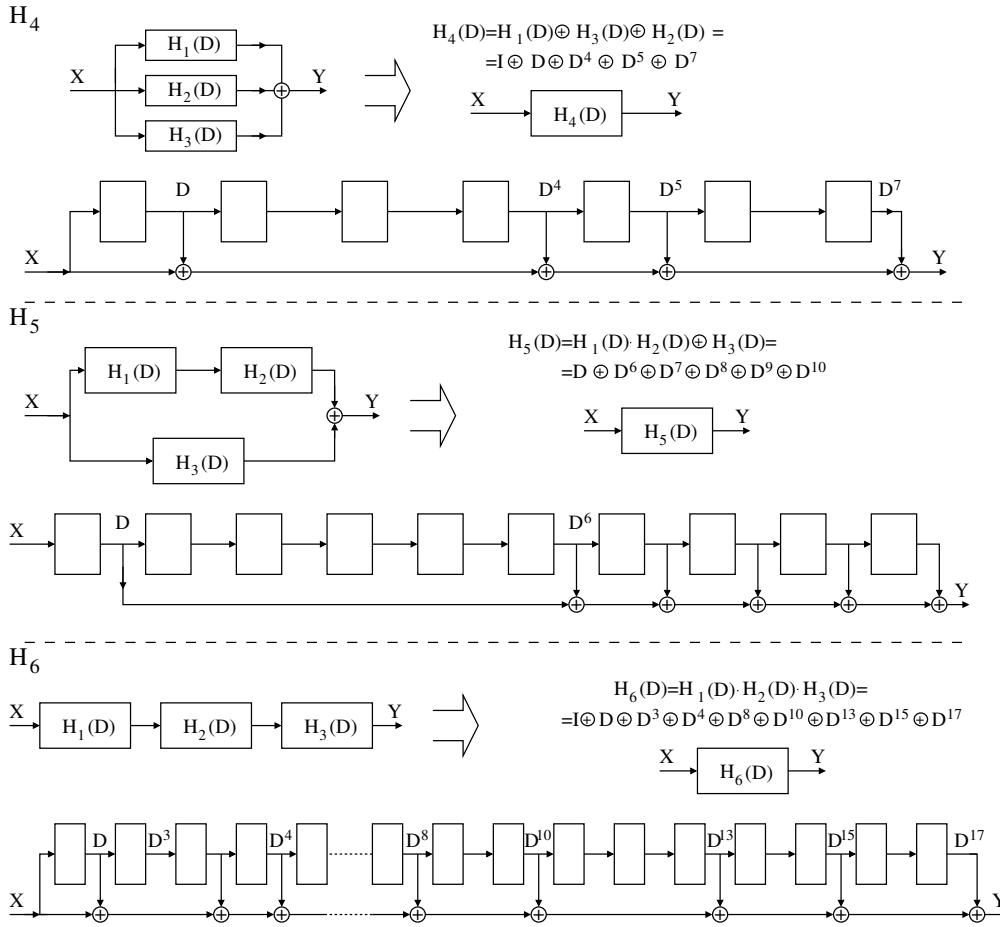 H₄
H₁(D)
H₂(D)
H₃(D)
X
Y
H₄(D)=H₁(D)⊕ H₃(D)⊕ H₂(D) =
=I⊕ D⊕D⁴ ⊕ D⁵ ⊕ D⁷
X
H₄(D)
Y
D
D⁴
D⁵
D⁷
X
Y
H₅
H₁(D)
H₂(D)
X
Y
H₃(D)
H₅(D)=H₁(D)·H₂(D)⊕H₃(D)=
=D ⊕D⁶⊕D⁷⊕D⁸⊕D⁹⊕D¹⁰
X
H₅(D)
Y
X
D
D⁶
Y
H₆
X
H₁(D)
H₂(D)
H₃(D)
Y
H₆(D)=H₁(D)·H₂(D)·H₃(D)=
=I⊕D⊕D³⊕D⁴⊕D⁸⊕D¹⁰⊕D¹³⊕D¹⁵⊕D¹⁷
X
H₆(D)
Y
D
D³
D⁴
D⁸
D¹⁰
D¹³
D¹⁵
D¹⁷
X
Y